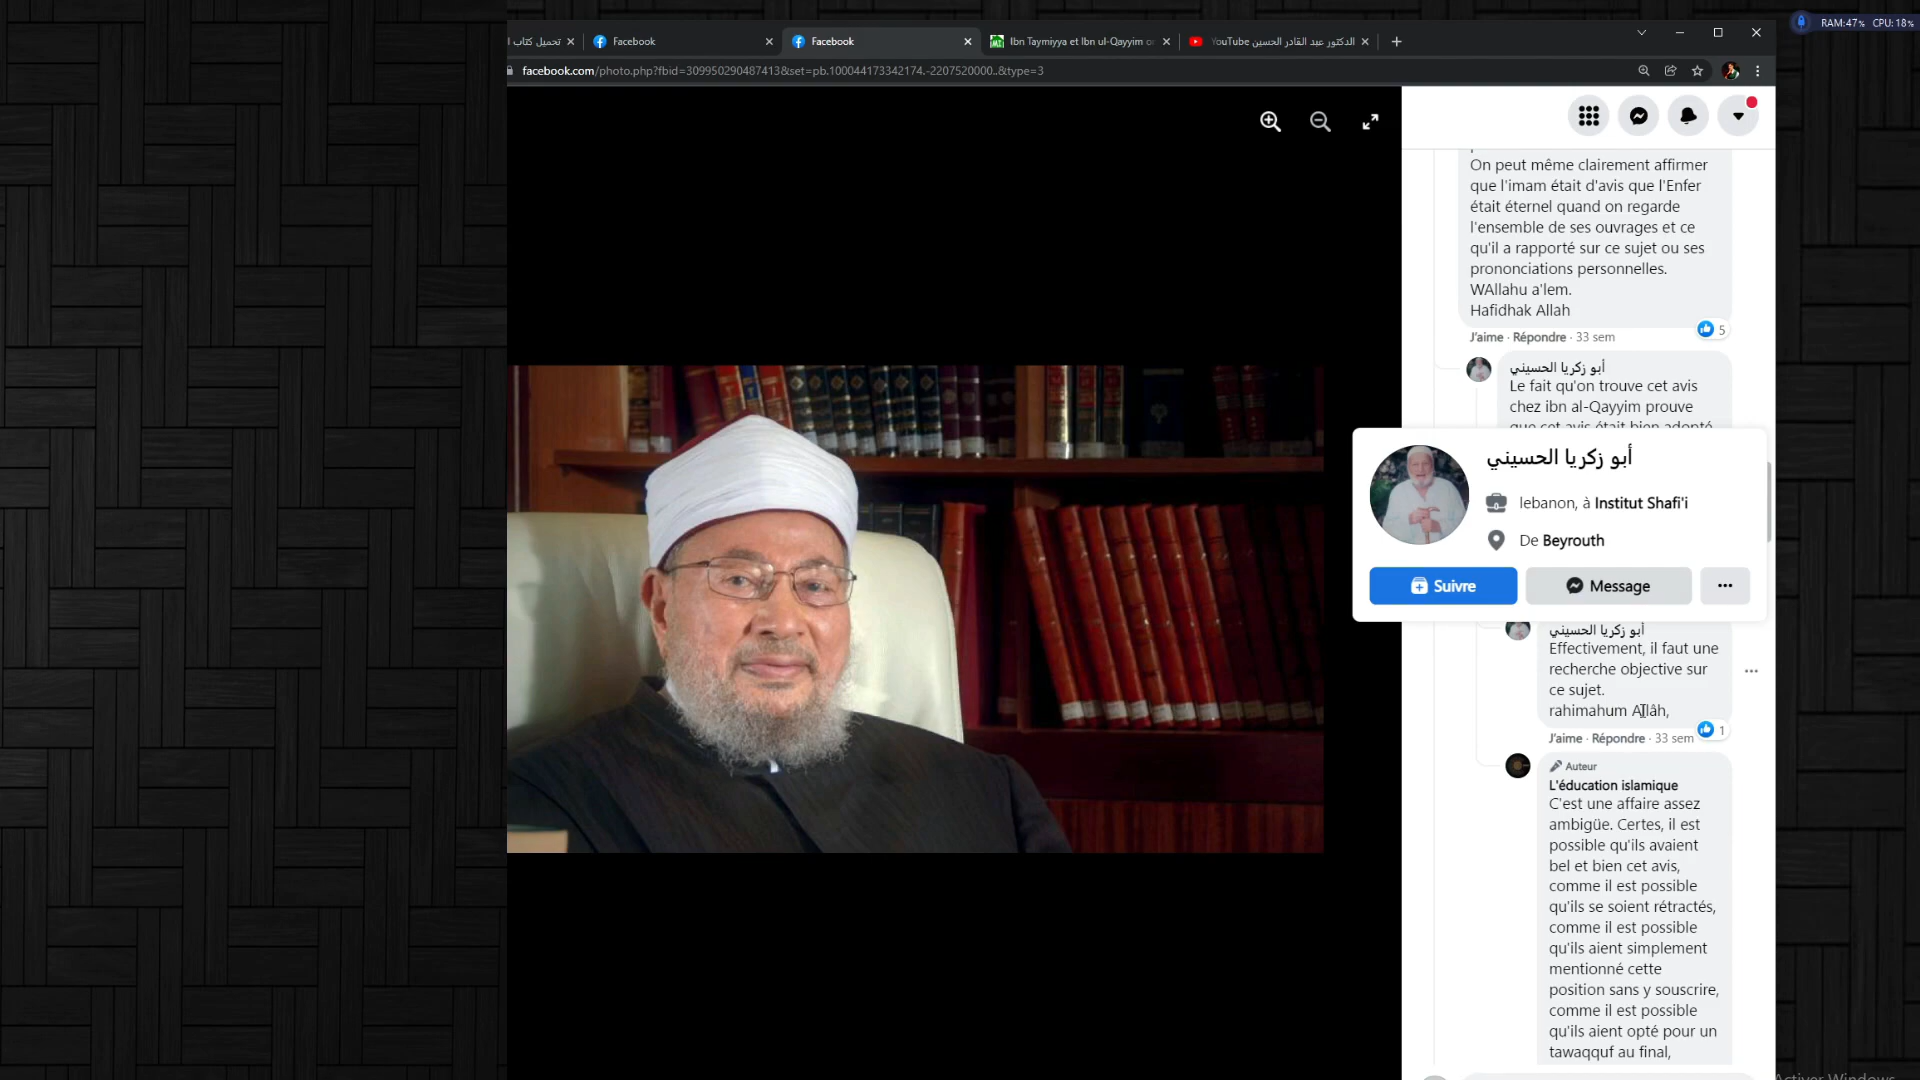 RAM:47% CPU:18%
تحميل كتاب ا
Facebook
Facebook
Ibn Taymiyya et Ibn ul-Qayyim o
YouTube الدكتور عبد القادر الحسين
facebook.com/photo.php?fbid=309950290487413&set=pb.100044173342174.-2207520000..&type=3
On peut même clairement affirmer
que l'imam était d'avis que l'Enfer
était éternel quand on regarde
l'ensemble de ses ouvrages et ce
qu'il a rapporté sur ce sujet ou ses
prononciations personnelles.
WAllahu a'lem.
Hafidhak Allah
5
J'aime · Répondre · 33 sem
أبو زكريا الحسيني
Le fait qu'on trouve cet avis
chez ibn al-Qayyim prouve
que cet avis était bien adopté
أبو زكريا الحسيني
lebanon, à Institut Shafi'i
De Beyrouth
Suivre
Message
أبو زكريا الحسيني
Effectivement, il faut une
recherche objective sur
ce sujet.
rahimahum Allâh,
1
J'aime · Répondre · 33 sem
Auteur
L'éducation islamique
C'est une affaire assez
ambigüe. Certes, il est
possible qu'ils avaient
bel et bien cet avis,
comme il est possible
qu'ils se soient rétractés,
comme il est possible
qu'ils aient simplement
mentionné cette
position sans y souscrire,
comme il est possible
qu'ils aient opté pour un
tawaqquf au final,
Activer Windows